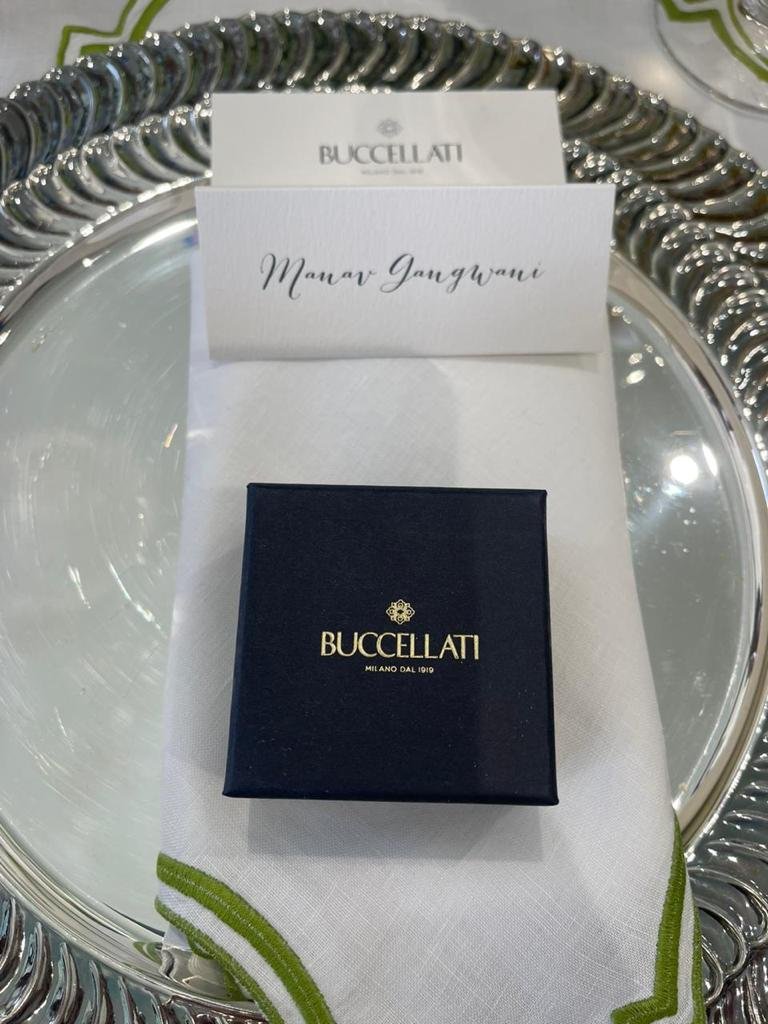 BUCCELLATI
MILANO DAL 1919
Manav Gangwani
BUCCELLATI
MILANO DAL 1919